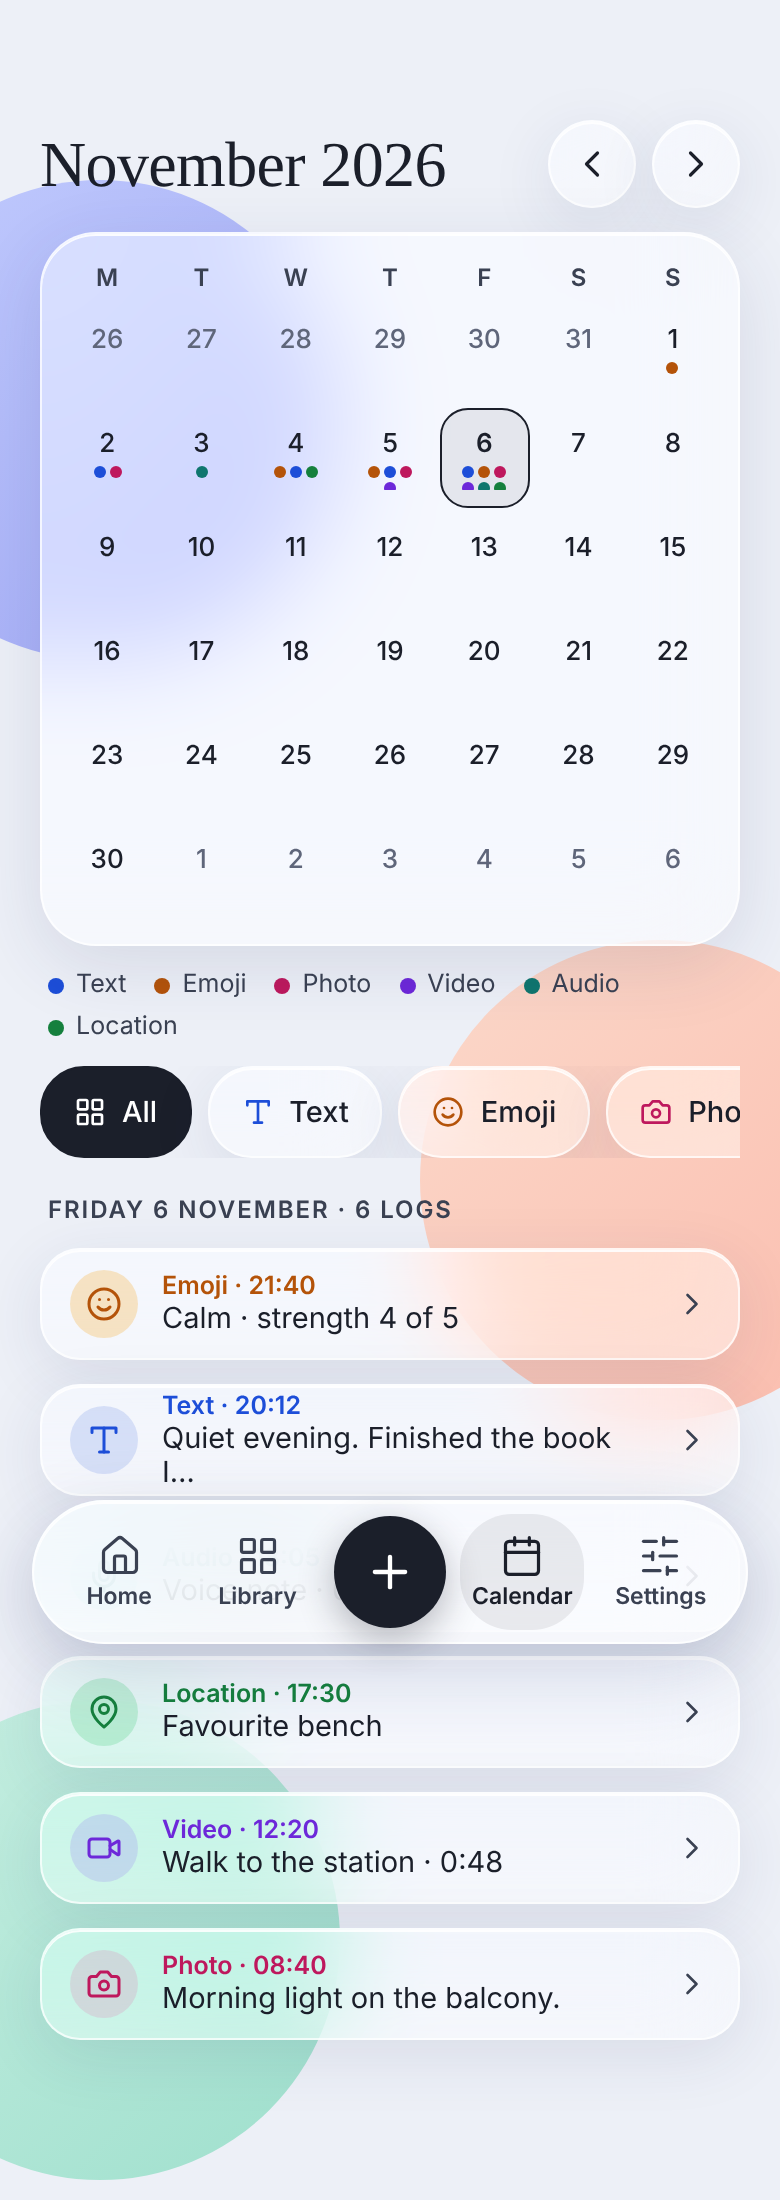 November 2026
M T W T F S S
26 27 28 29 30 31 1
2 3 4 5 6 7 8
9 10 11 12 13 14 15
16 17 18 19 20 21 22
23 24 25 26 27 28 29
30 1 2 3 4 5 6
Text Emoji Photo Video Audio
Location
All Text Emoji Pho
FRIDAY 6 NOVEMBER · 6 LOGS
Emoji · 21:40
Calm · strength 4 of 5
Text · 20:12
Quiet evening. Finished the book
I...
Audio
Voice note ·
Home Library Calendar Settings
Location · 17:30
Favourite bench
Video · 12:20
Walk to the station · 0:48
Photo · 08:40
Morning light on the balcony.